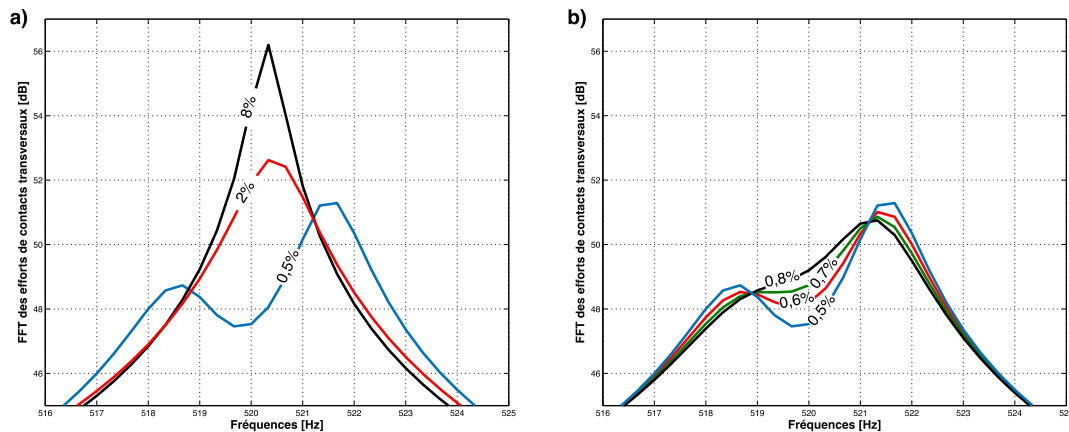 a)
FFT des efforts de contacts transversaux [dB]
56
54
52
50
48
46
8%
2%
0,5%
516 517 518 519 520 521 522 523 524 525
Fréquences [Hz]
b)
FFT des efforts de contacts transversaux [dB]
56
54
52
50
48
46
0,8%
0,7%
0,6%
0,5%
516 517 518 519 520 521 522 523 524 52
Fréquences [Hz]